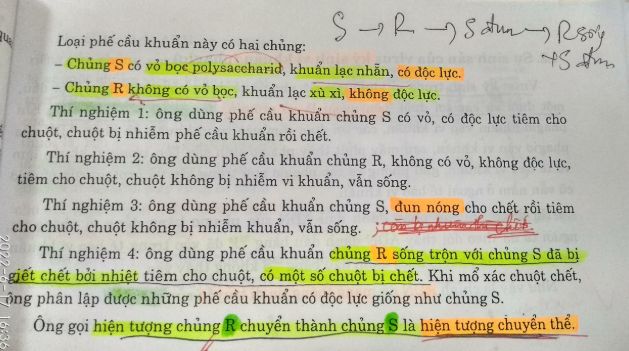 S → R → S đun → R sống
+ S đun
Loại phế cầu khuẩn này có hai chủng:
– Chủng S có vỏ bọc polysaccharid, khuẩn lạc nhẵn, có độc lực.
– Chủng R không có vỏ bọc, khuẩn lạc xù xì, không độc lực.
Thí nghiệm 1: ông dùng phế cầu khuẩn chủng S có vỏ, có độc lực tiêm cho
chuột, chuột bị nhiễm phế cầu khuẩn rồi chết.
Thí nghiệm 2: ông dùng phế cầu khuẩn chủng R, không có vỏ, không độc lực,
tiêm cho chuột, chuột không bị nhiễm vi khuẩn, vẫn sống.
Thí nghiệm 3: ông dùng phế cầu khuẩn chủng S, đun nóng cho chết rồi tiêm
cho chuột, chuột không bị nhiễm khuẩn, vẫn sống.
Thí nghiệm 4: ông dùng phế cầu khuẩn chủng R sống trộn với chủng S đã bị
giết chết bởi nhiệt tiêm cho chuột, có một số chuột bị chết. Khi mổ xác chuột chết,
ông phân lập được những phế cầu khuẩn có độc lực giống như chủng S.
Ông gọi hiện tượng chủng R chuyển thành chủng S là hiện tượng chuyển thể.